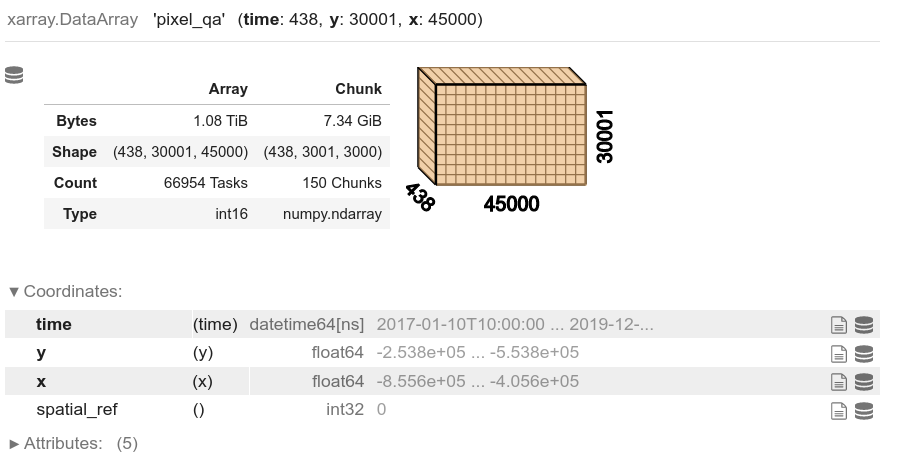 xarray.DataArray 'pixel_qa' (time: 438, y: 30001, x: 45000)
Array Chunk
Bytes 1.08 TiB 7.34 GiB
Shape (438, 30001, 45000) (438, 3001, 3000)
Count 66954 Tasks 150 Chunks
Type int16 numpy.ndarray
30001
438
45000
▼ Coordinates:
time (time) datetime64[ns] 2017-01-10T10:00:00 ... 2019-12-...
y (y) float64 -2.538e+05 ... -5.538e+05
x (x) float64 -8.556e+05 ... -4.056e+05
spatial_ref () int32 0
► Attributes: (5)